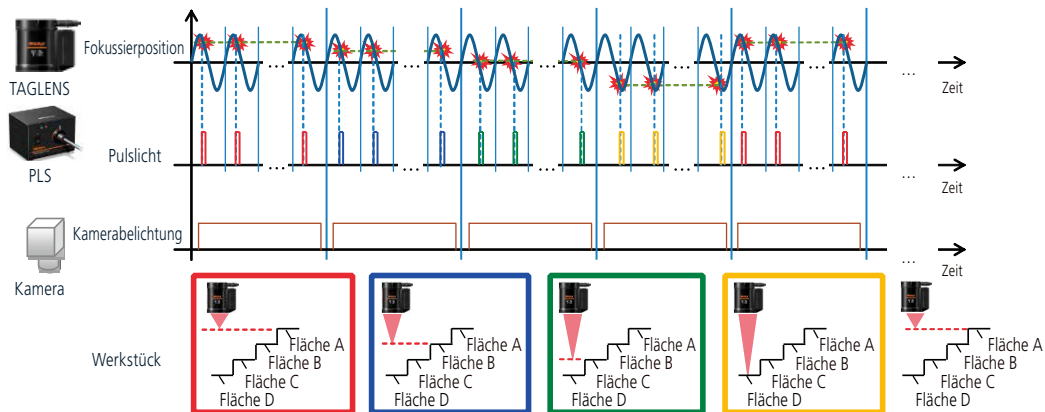 Fokussierposition
TAGLENS
... ... ... ... ... ...
Zeit
Pulslicht
PLS
... ... ... ... ... ...
Zeit
Kamerabelichtung
...
Zeit
Kamera
Werkstück
Fläche A
Fläche B
Fläche C
Fläche D
Fläche A
Fläche B
Fläche C
Fläche D
Fläche A
Fläche B
Fläche C
Fläche D
Fläche A
Fläche B
Fläche C
Fläche D
Fläche A
Fläche B
Fläche C
Fläche D